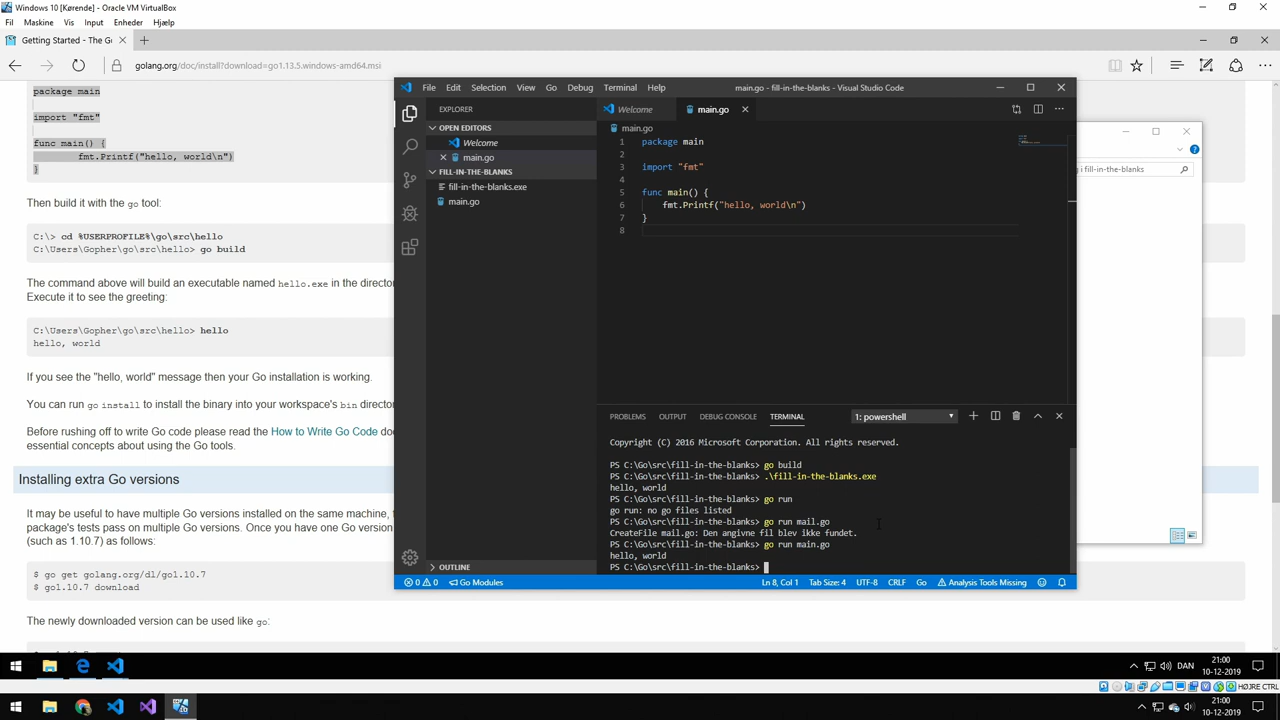 Windows 10 [Kørende] - Oracle VM VirtualBox
Fil Maskine Vis Input Enheder Hjælp
Getting Started - The G
golang.org/doc/install?download=go1.13.5.windows-amd64.msi
package main
import "fmt"
func main() {
fmt.Printf("hello, world\n")
}
Then build it with the go tool:
C:\> cd %USERPROFILE%\go\src\hello
C:\Users\Gopher\go\src\hello> go build
The command above will build an executable named hello.exe in the director
Execute it to see the greeting:
C:\Users\Gopher\go\src\hello> hello
hello, world
If you see the "hello, world" message then your Go installation is working.
You can run go install to install the binary into your workspace's bin director
Before rushing off to write Go code please read the How to Write Go Code doc
essential concepts about using the Go tools.
Installing extra Go versions
It may be useful to have multiple Go versions installed on the same machine, f
package's tests pass on multiple Go versions. Once you have one Go version
(such as 1.10.7) as follows:
$ go get golang.org/dl/go1.10.7
$ go1.10.7 download
The newly downloaded version can be used like go:
File Edit Selection View Go Debug Terminal Help
main.go - fill-in-the-blanks - Visual Studio Code
EXPLORER
OPEN EDITORS
Welcome
main.go
FILL-IN-THE-BLANKS
fill-in-the-blanks.exe
main.go
OUTLINE
Welcome main.go
main.go
1 package main
2
3 import "fmt"
4
5 func main() {
6 fmt.Printf("hello, world\n")
7 }
8
PROBLEMS OUTPUT DEBUG CONSOLE TERMINAL 1: powershell
Copyright (C) 2016 Microsoft Corporation. All rights reserved.
PS C:\Go\src\fill-in-the-blanks> go build
PS C:\Go\src\fill-in-the-blanks> .\fill-in-the-blanks.exe
hello, world
PS C:\Go\src\fill-in-the-blanks> go run
go run: no go files listed
PS C:\Go\src\fill-in-the-blanks> go run mail.go
CreateFile mail.go: Den angivne fil blev ikke fundet.
PS C:\Go\src\fill-in-the-blanks> go run main.go
hello, world
PS C:\Go\src\fill-in-the-blanks>
0 0 Go Modules Ln 8, Col 1 Tab Size: 4 UTF-8 CRLF Go Analysis Tools Missing
i fill-in-the-blanks
DAN
21:00
10-12-2019
HØJRE CTRL
21:00
10-12-2019